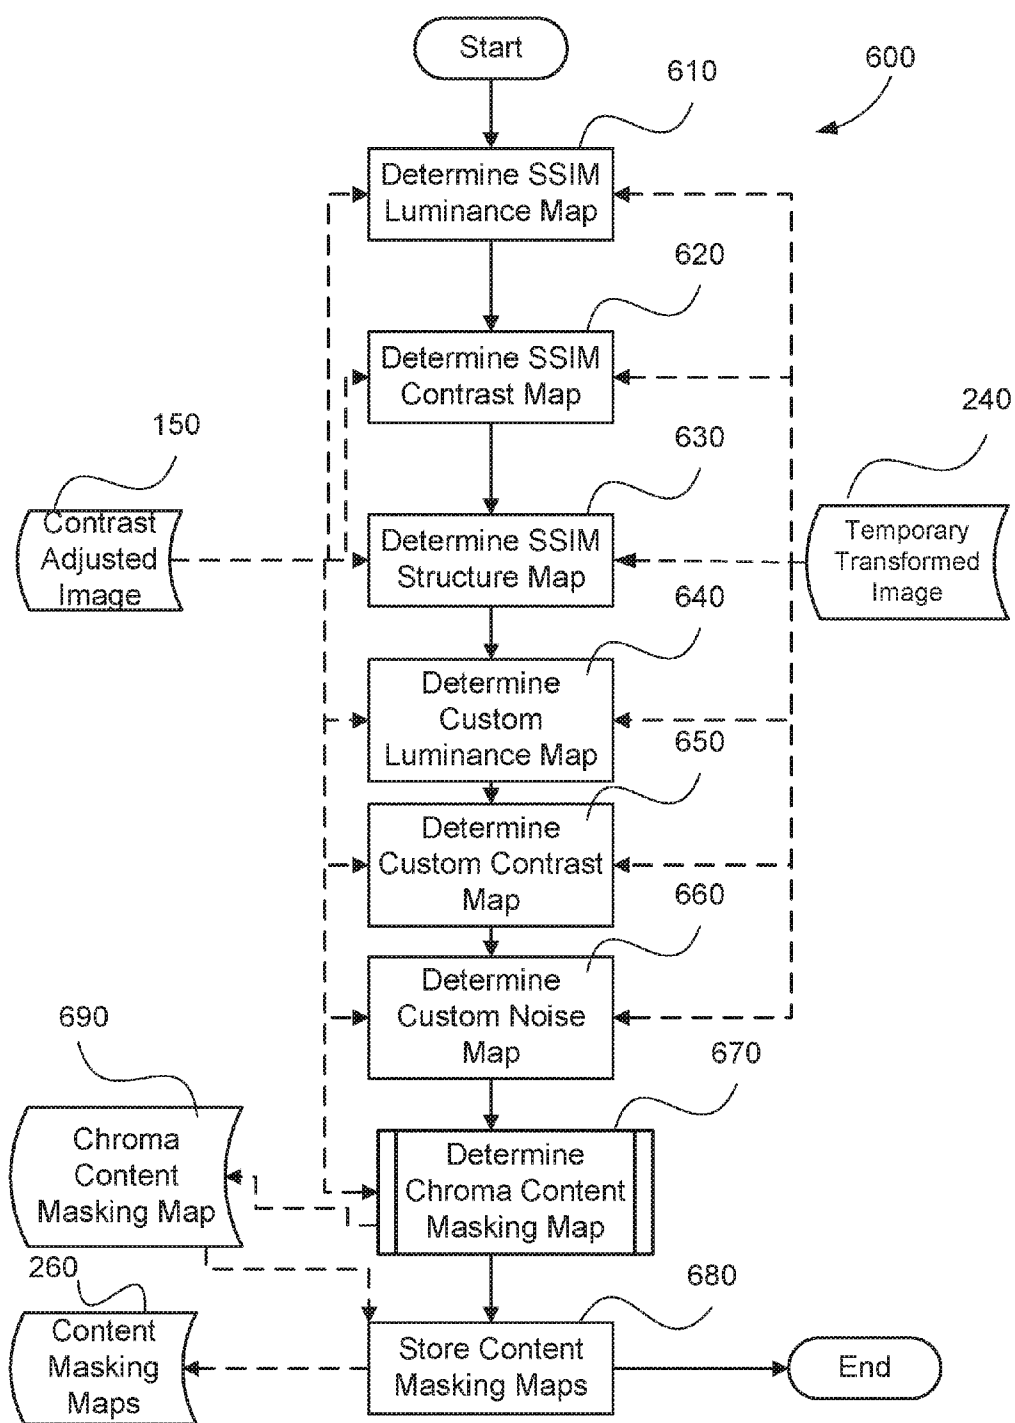 Start
610
600
Determine SSIM
Luminance Map
620
Determine SSIM
Contrast Map
150
240
630
Contrast
Adjusted
Image
Determine SSIM
Structure Map
Temporary
Transformed
Image
640
Determine
Custom
Luminance Map
650
Determine
Custom Contrast
Map
660
Determine
Custom Noise
Map
690
670
Chroma
Content
Masking Map
Determine
Chroma Content
Masking Map
260
680
Content
Masking
Maps
Store Content
Masking Maps
End